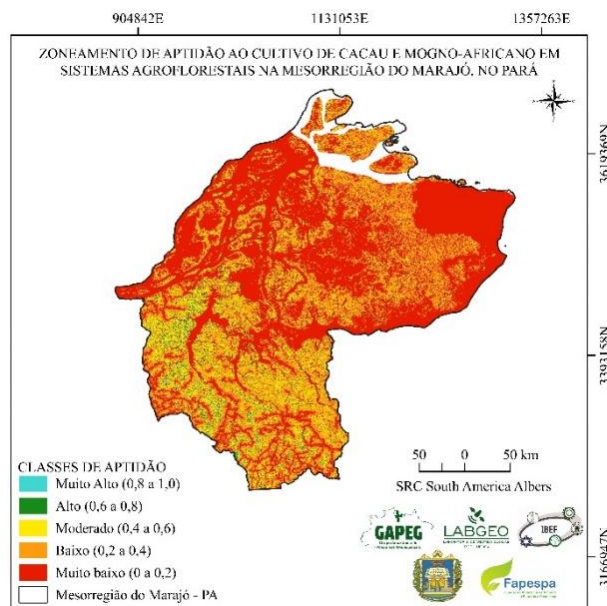 904842E 1131053E 1357263E
ZONEAMENTO DE APTIDÃO AO CULTIVO DE CACAU E MOGNO-AFRICANO EM
SISTEMAS AGROFLORESTAIS NA MESORREGIÃO DO MARAJÓ, NO PARÁ
3619369N
3393158N
3166947N
CLASSES DE APTIDÃO
Muito Alto (0,8 a 1,0)
Alto (0,6 a 0,8)
Moderado (0,4 a 0,6)
Baixo (0,2 a 0,4)
Muito baixo (0 a 0,2)
Mesorregião do Marajó - PA
50 0 50 km
SRC South America Albers
GAPEG
LABGEO
IBEF
Fapespa